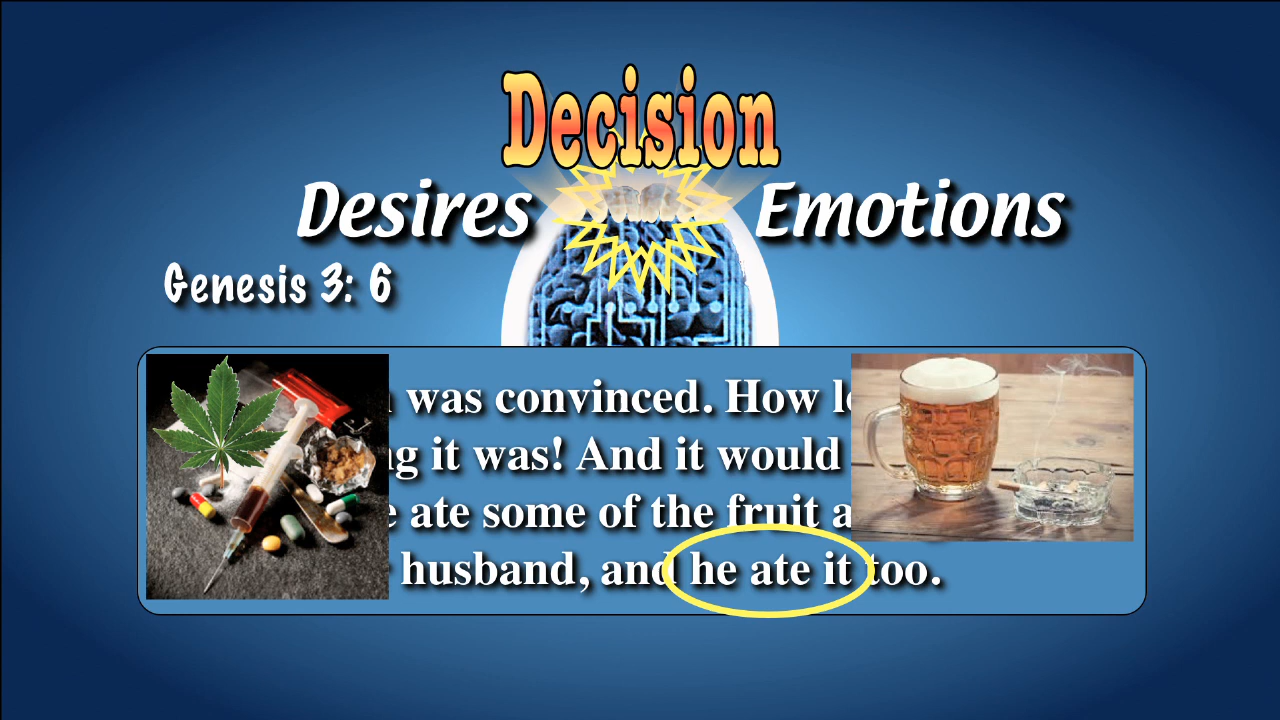 Decision
Desires Emotions
Genesis 3: 6
was convinced. How
it was! And it would
ate some of the fruit
husband, and he ate it too.